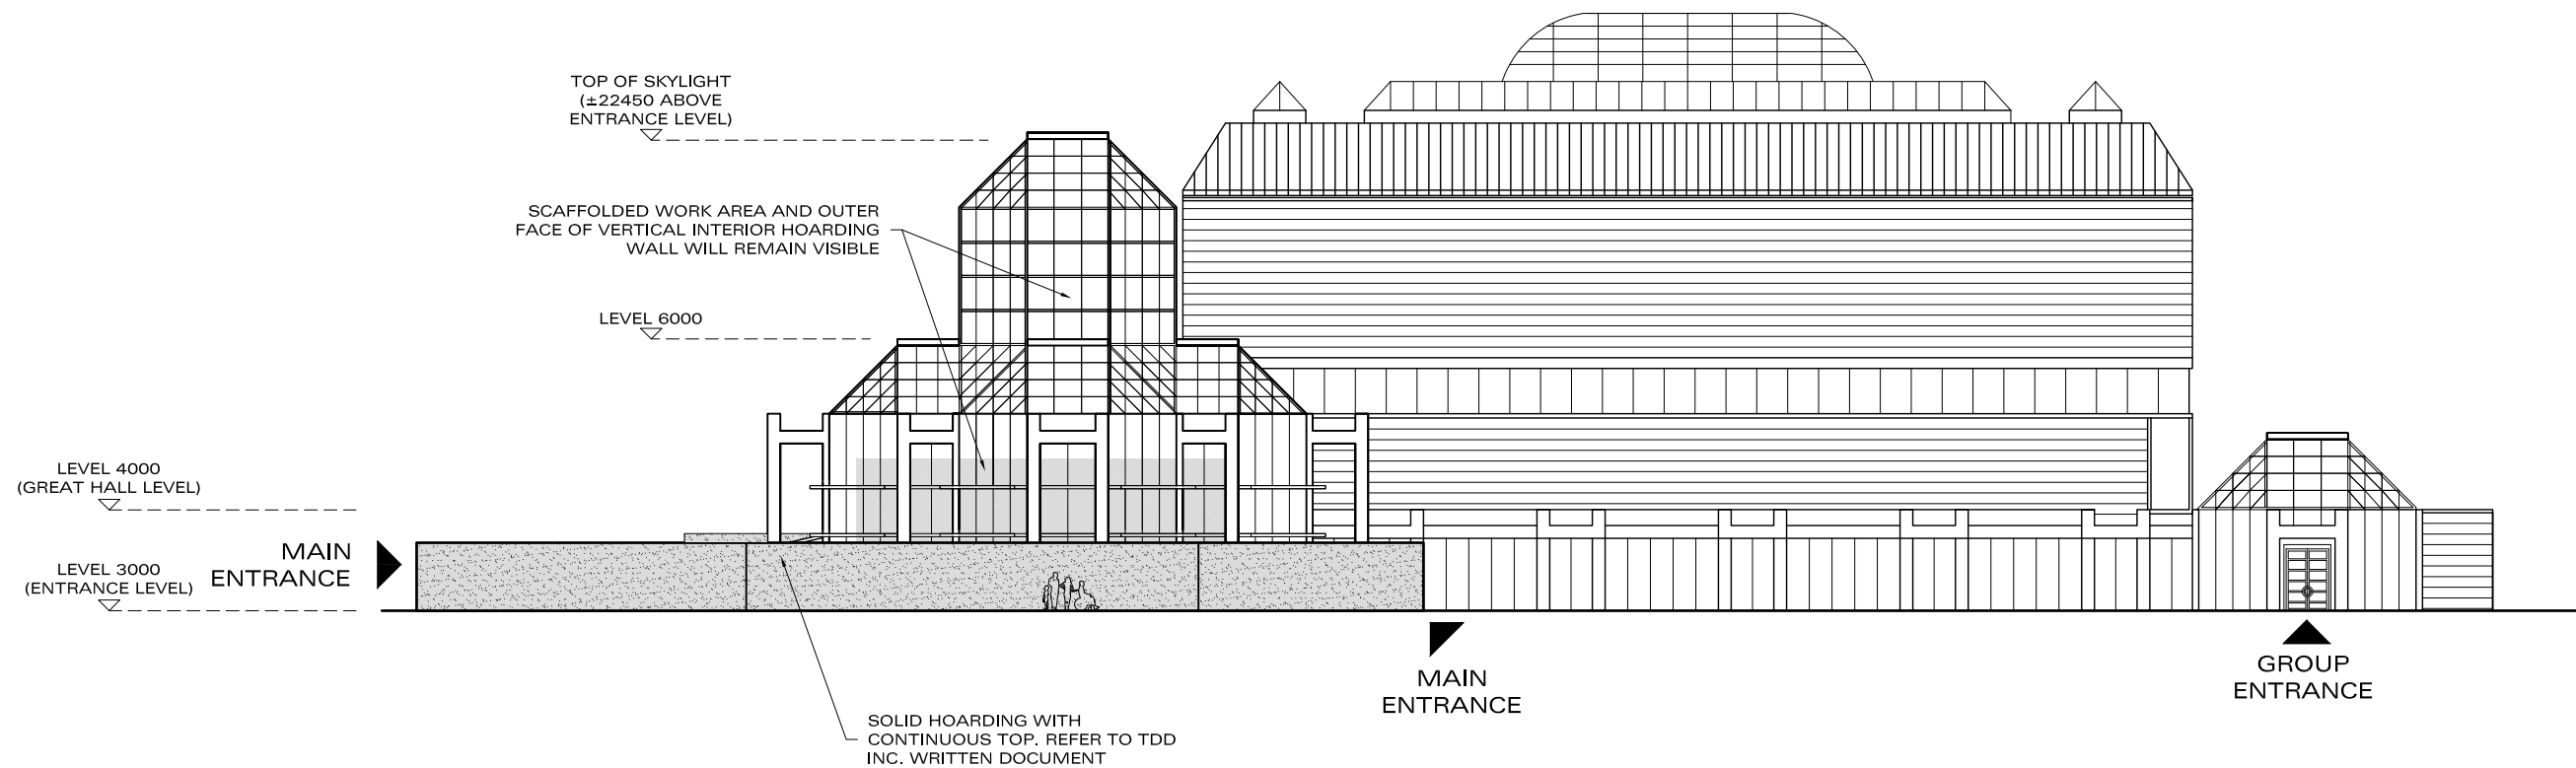 TOP OF SKYLIGHT
(±22450 ABOVE
ENTRANCE LEVEL)
SCAFFOLDED WORK AREA AND OUTER
FACE OF VERTICAL INTERIOR HOARDING
WALL WILL REMAIN VISIBLE
LEVEL 6000
LEVEL 4000
(GREAT HALL LEVEL)
MAIN
ENTRANCE
LEVEL 3000
(ENTRANCE LEVEL)
MAIN
ENTRANCE
GROUP
ENTRANCE
SOLID HOARDING WITH
CONTINUOUS TOP. REFER TO TDD
INC. WRITTEN DOCUMENT